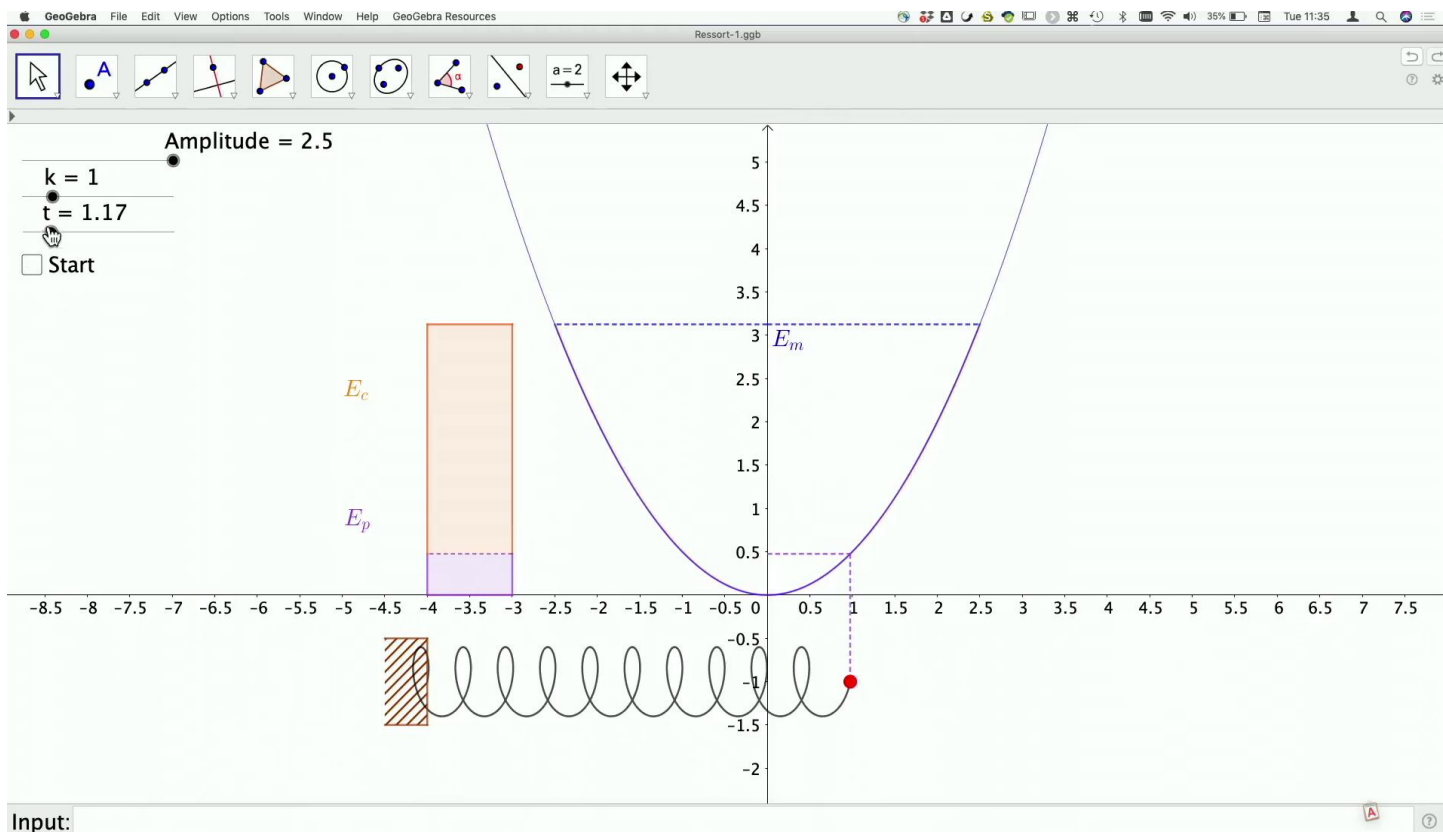 GeoGebra File Edit View Options Tools Window Help GeoGebra Resources 35% Tue 11:35
Ressort-1.ggb
A α a=2
Amplitude = 2.5
k = 1
t = 1.17
Start
5
4.5
4
3.5
3 E_m
2.5
E_c
2
1.5
E_p
1
0.5
-8.5 -8 -7.5 -7 -6.5 -6 -5.5 -5 -4.5 -4 -3.5 -3 -2.5 -2 -1.5 -1 -0.5 0 0.5 1 1.5 2 2.5 3 3.5 4 4.5 5 5.5 6 6.5 7 7.5
-0.5
-1
-1.5
-2
Input: A